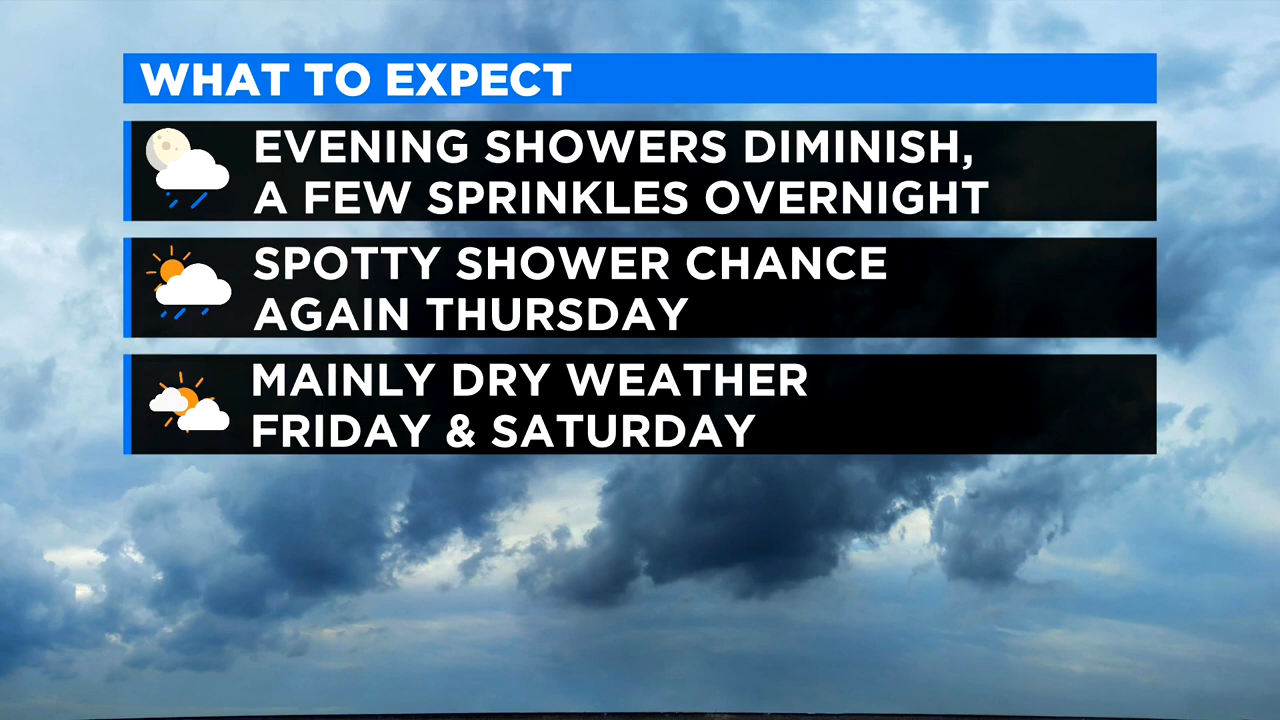 WHAT TO EXPECT
EVENING SHOWERS DIMINISH,
A FEW SPRINKLES OVERNIGHT
SPOTTY SHOWER CHANCE
AGAIN THURSDAY
MAINLY DRY WEATHER
FRIDAY & SATURDAY